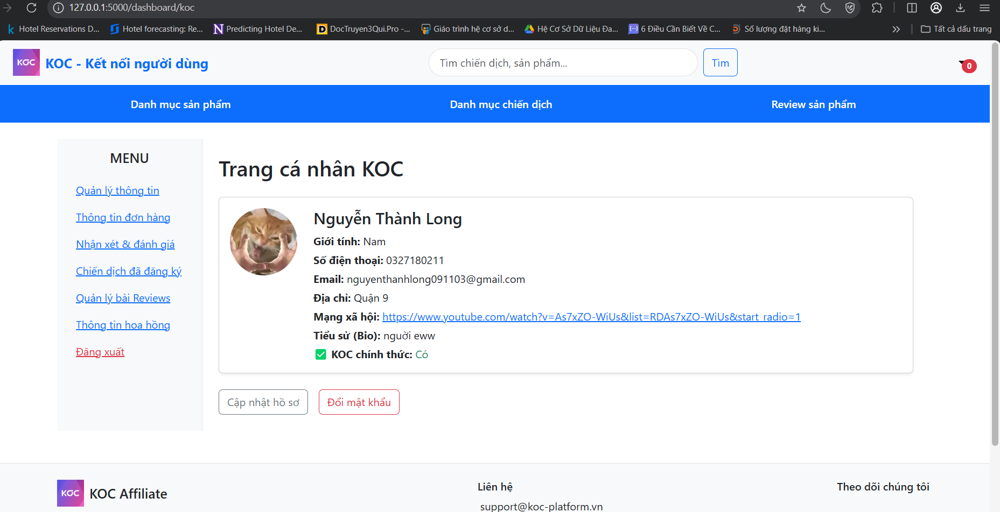 127.0.0.1:5000/dashboard/koc
Hotel Reservations D... Hotel forecasting: Re... Predicting Hotel De... DocTruyen3Qui.Pro -... Giáo trình hệ cơ sở d... Hệ Cơ Sở Dữ Liệu Đa... 6 Điều Cần Biết Về C... Số lượng đặt hàng ki... Tất cả dấu trang
KOC KOC - Kết nối người dùng Tìm chiến dịch, sản phẩm... Tìm 0
Danh mục sản phẩm Danh mục chiến dịch Review sản phẩm
MENU
Quản lý thông tin
Thông tin đơn hàng
Nhận xét & đánh giá
Chiến dịch đã đăng ký
Quản lý bài Reviews
Thông tin hoa hồng
Đăng xuất
Trang cá nhân KOC
Nguyễn Thành Long
Giới tính: Nam
Số điện thoại: 0327180211
Email: nguyenthanhlong091103@gmail.com
Địa chỉ: Quận 9
Mạng xã hội: https://www.youtube.com/watch?v=As7xZO-WiUs&list=RDAs7xZO-WiUs&start_radio=1
Tiểu sử (Bio): nguời eww
KOC chính thức: Có
Cập nhật hồ sơ Đổi mật khẩu
KOC KOC Affiliate
Liên hệ
support@koc-platform.vn
Theo dõi chúng tôi